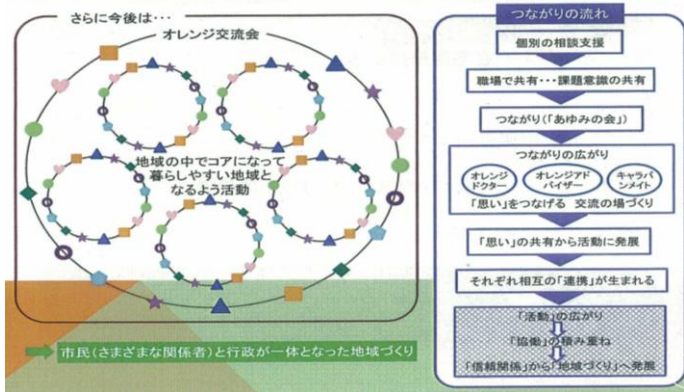 さらに今後は・・・
オレンジ交流会
地域の中でコアになって
暮らしやすい地域と
なるよう活動
市民(さまざまな関係者)と行政が一体となった地域づくり
つながりの流れ
個別の相談支援
職場で共有・・・課題意識の共有
つながり(「あゆみの会」)
つながりの広がり
オレンジ
ドクター
オレンジアド
バイザー
キャラバ
ンメイト
「思い」をつなげる 交流の場づくり
「思い」の共有から活動に発展
それぞれ相互の「連携」が生まれる
「活動」の広がり
「協働」の積み重ね
「信頼関係」から「地域づくり」へ発展